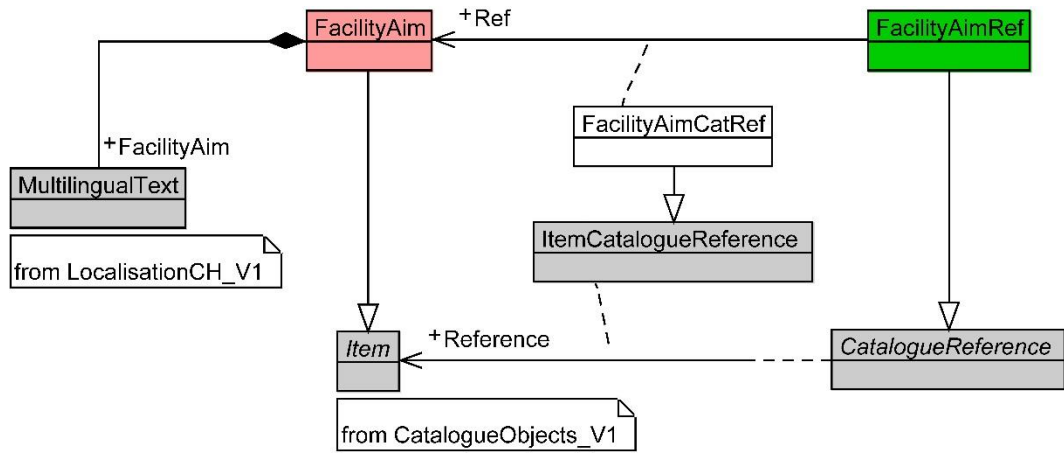 FacilityAim
+Ref
FacilityAimRef
FacilityAimCatRef
+FacilityAim
MultilingualText
ItemCatalogueReference
from LocalisationCH_V1
Item
+Reference
CatalogueReference
from CatalogueObjects_V1